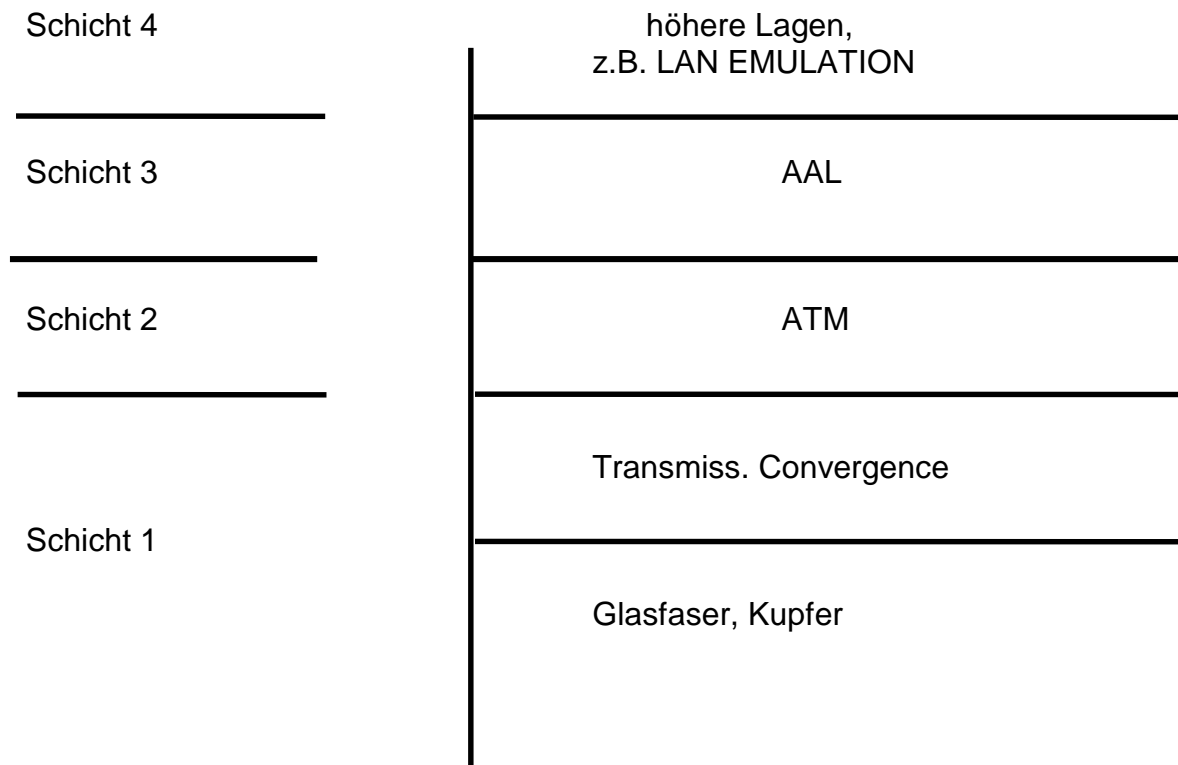 Schicht 4
höhere Lagen,
z.B. LAN EMULATION
Schicht 3
AAL
Schicht 2
ATM
Transmiss. Convergence
Schicht 1
Glasfaser, Kupfer